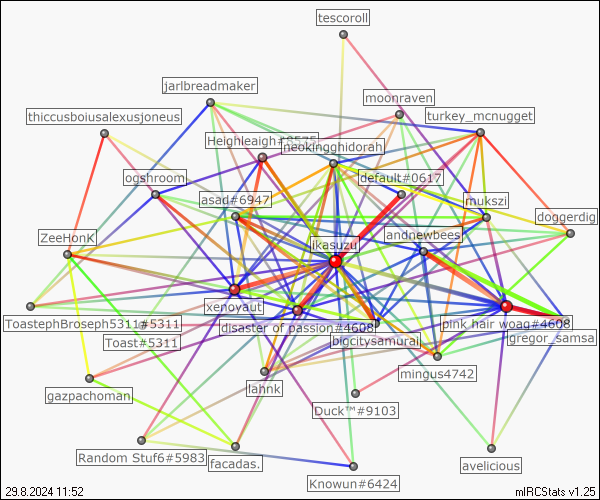 tescoroll
jarlbreadmaker
moonraven
thiccusboiusalexusjoneus
turkey_mcnugget
Heighleaigh#8575
neokingghidorah
ogshroom
default#0617
asad#6947
mukszi
doggerdig
ZeeHonK
ikasuzu
andnewbees
xenovaut
ToastephBroseph5311#5311
disaster of passion#4608
pink hair woag#4608
Toast#5311
bigcitysamurai
gregor_samsa
mingus4742
gazpachoman
lahnk
Duck™#9103
Random Stuf6#5983
facadas.
avelicious
Knowun#6424
29.8.2024 11:52
mIRCStats v1.25